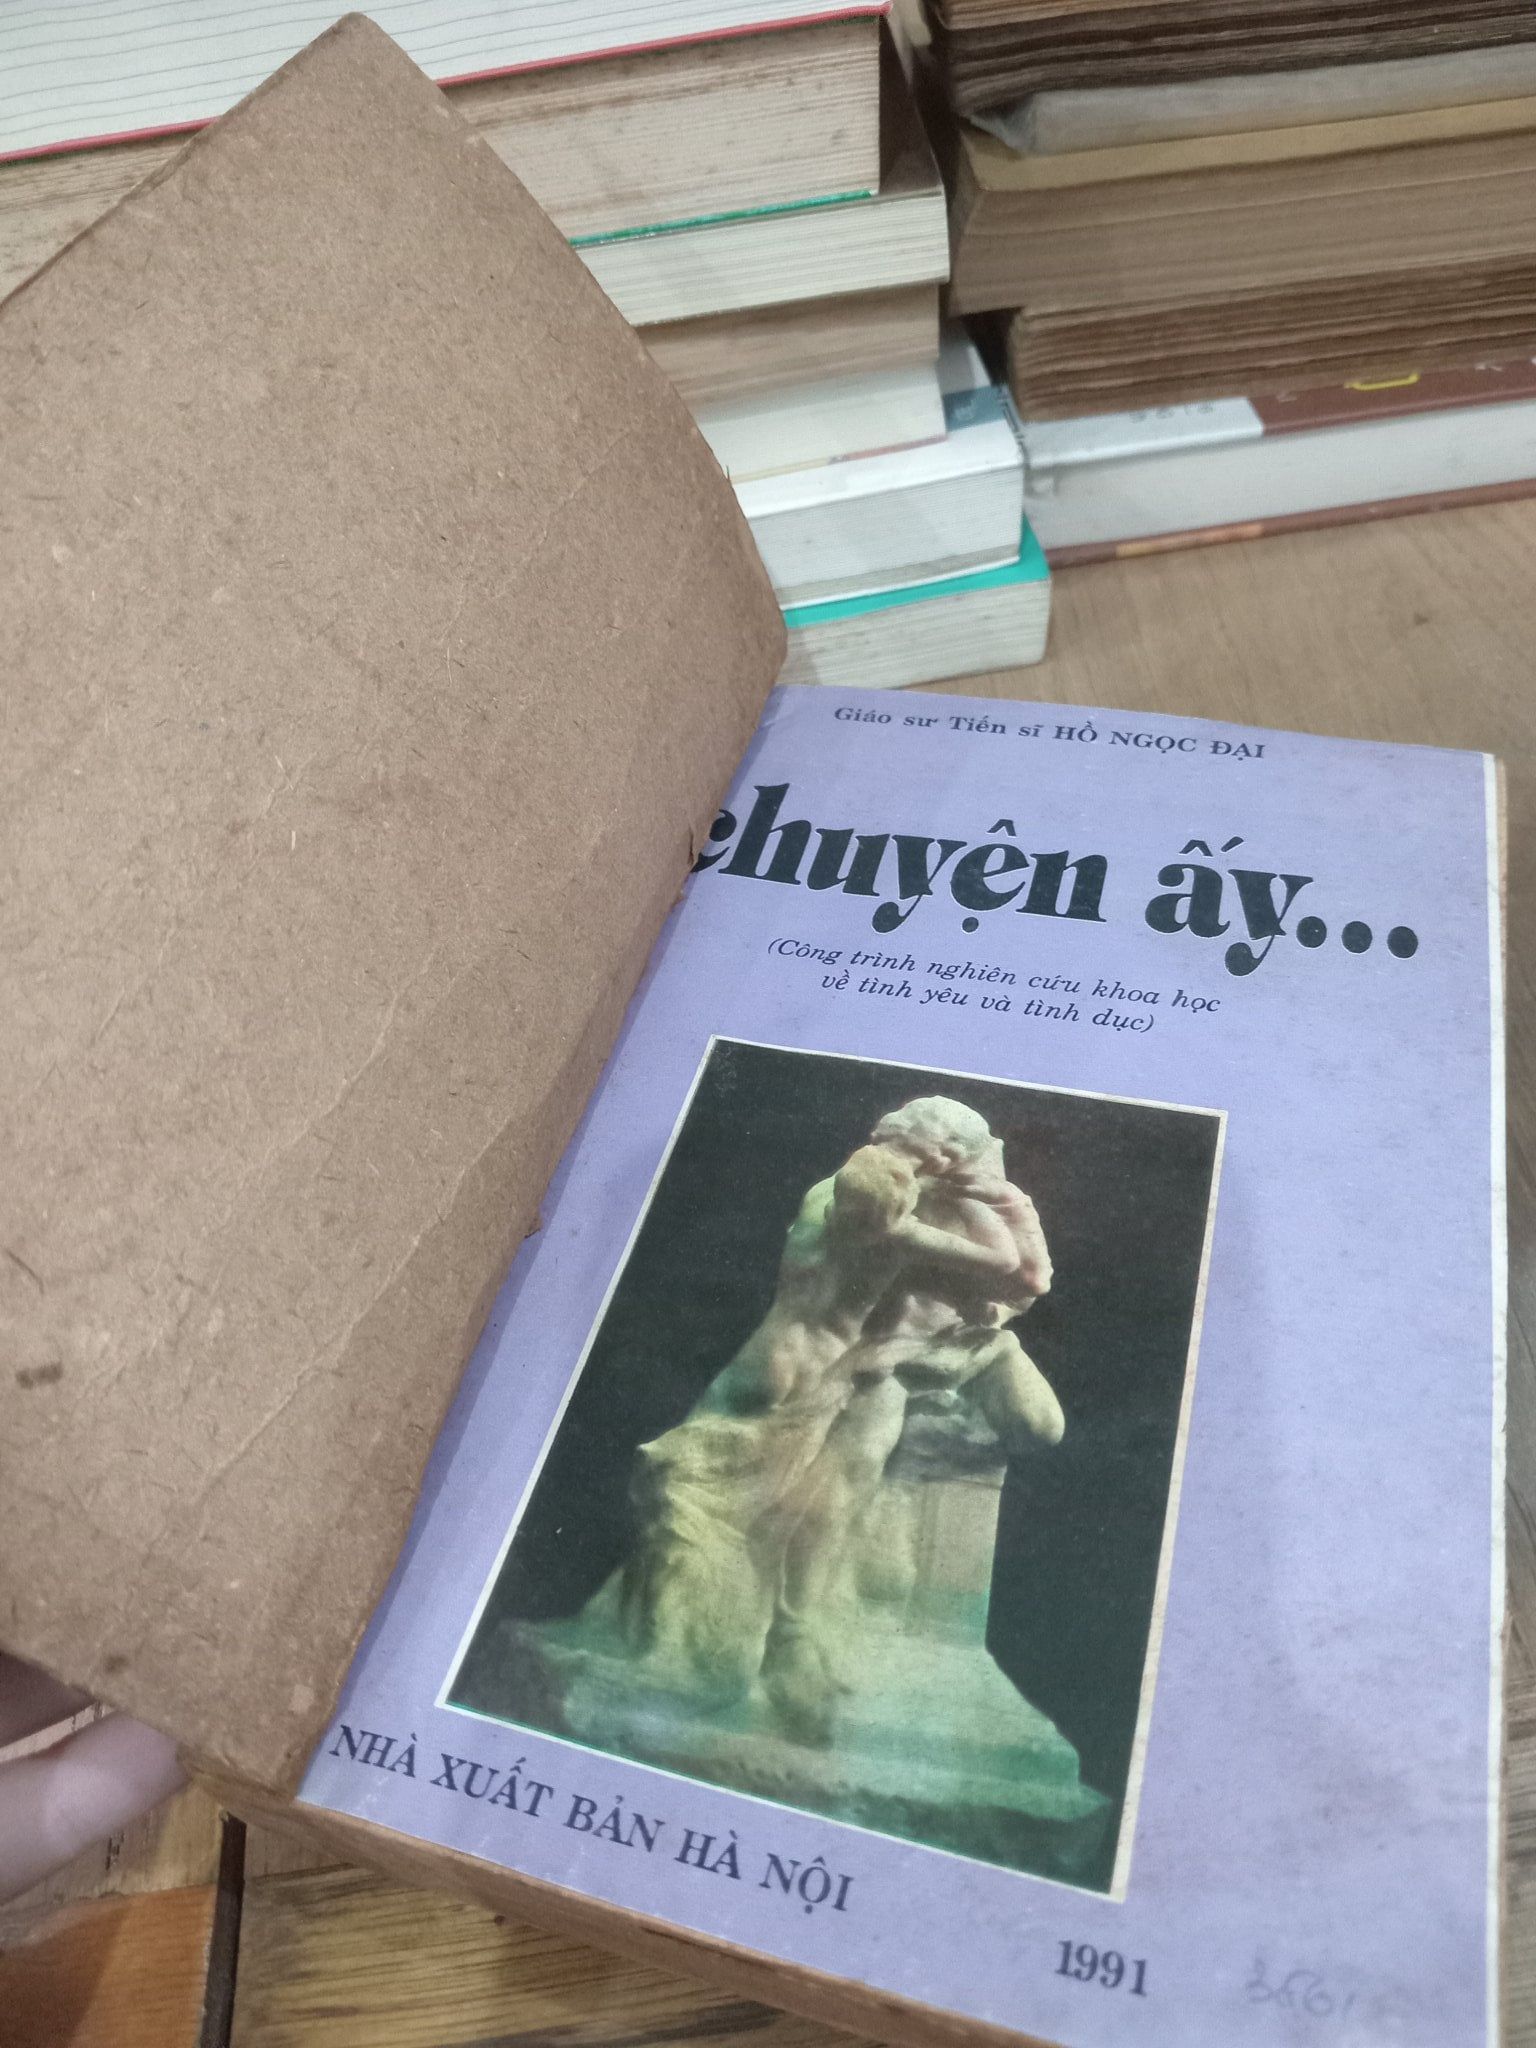 Giáo sư Tiến sĩ HỒ NGỌC ĐẠI
chuyện ấy...
(Công trình nghiên cứu khoa học
về tình yêu và tình dục)
NHÀ XUẤT BẢN HÀ NỘI
1991